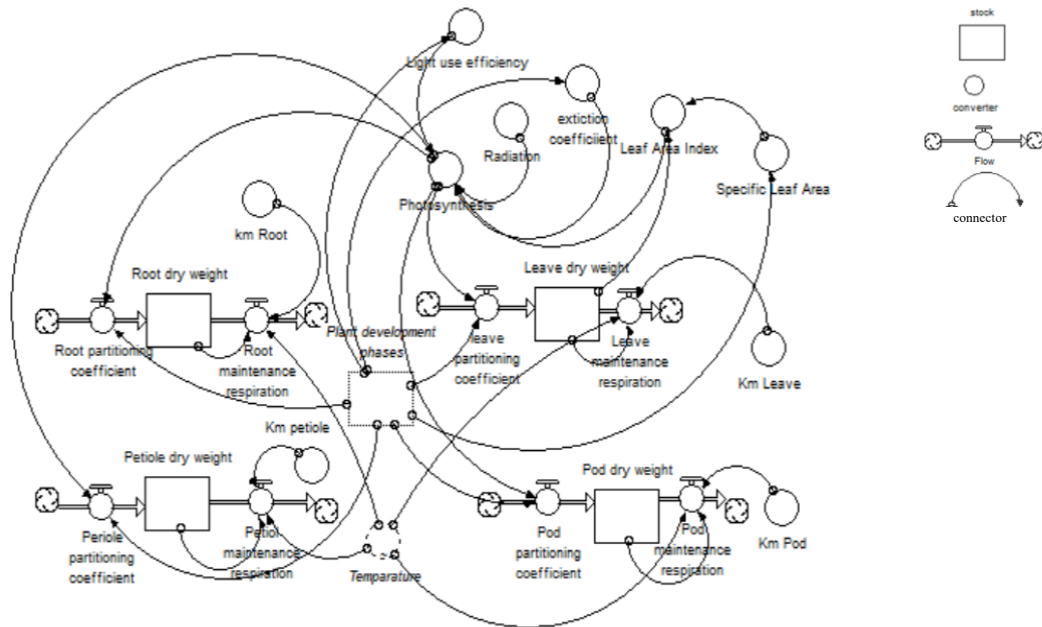 stock
converter
Flow
connector
Light use efficiency
extiction
coefficiient
Radiation
Leaf Area Index
Specific Leaf Area
Photosynthesis
km Root
Root dry weight
Leave dry weight
Plant development
phases
Root partitioning
coefficient
Root
maintenance
respiration
leave
partitioning
coefficient
Leave
maintenance
respiration
Km Leave
Km petiole
Petiole dry weight
Pod dry weight
Periole
partitioning
coefficient
Petiol
maintenance
respiration
Temparature
Pod
partitioning
coefficient
Pod
maintenance
respiration
Km Pod